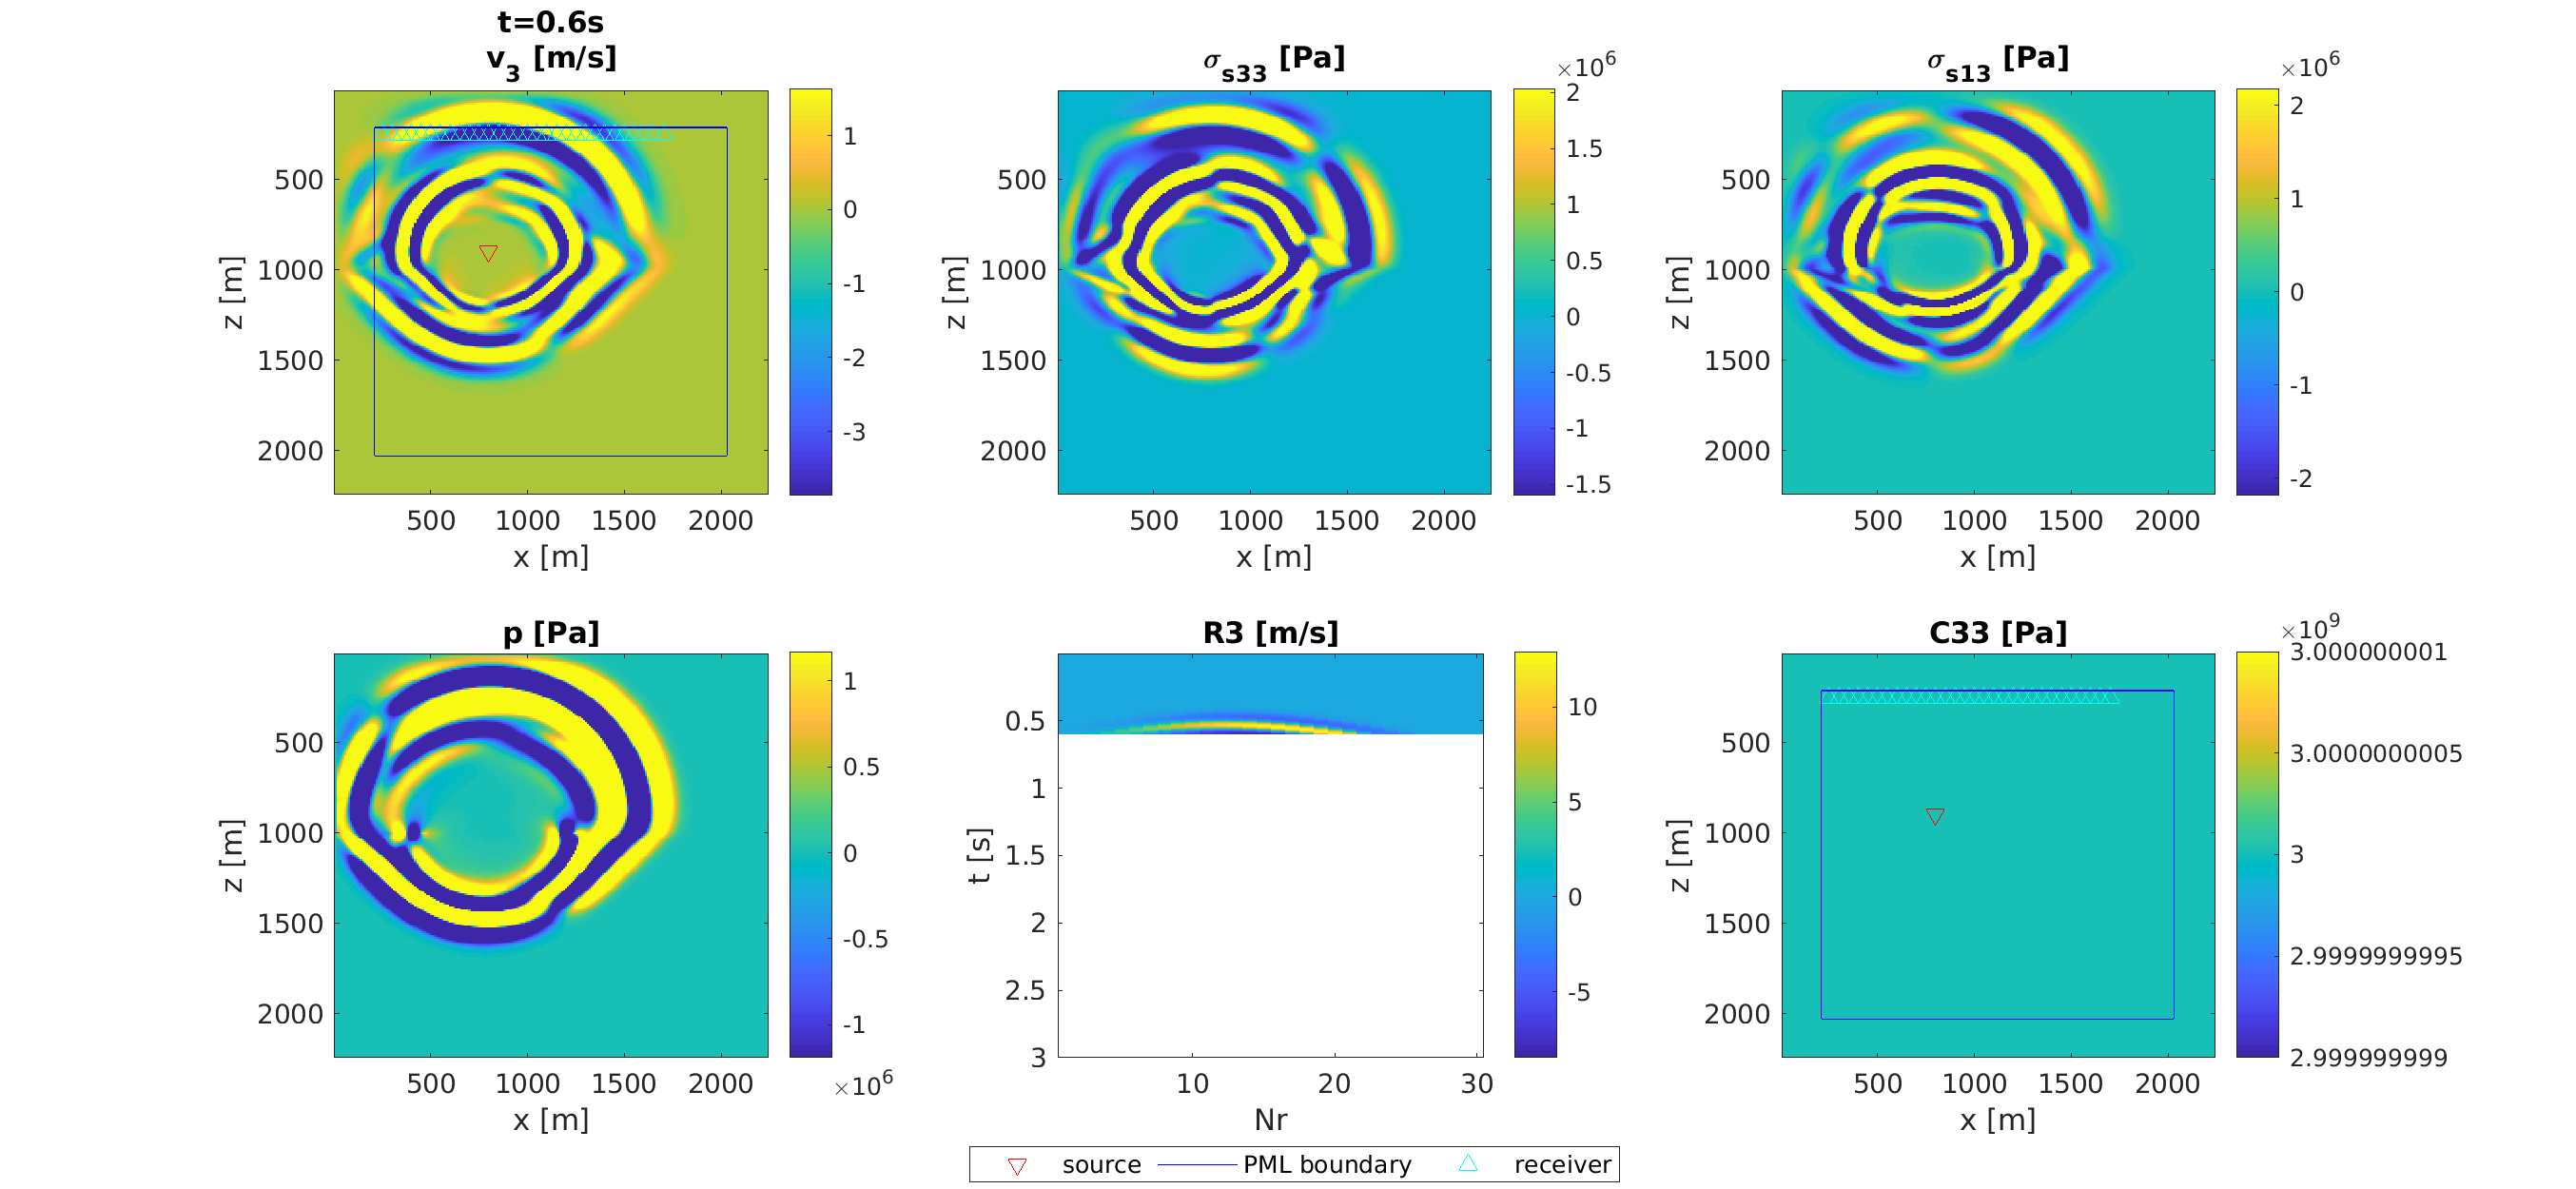 t=0.6s
v3 [m/s]
1
0
-1
-2
-3
500
1000
1500
2000
z [m]
500 1000 1500 2000
x [m]
σs33 [Pa]
×10^6
2
1.5
1
0.5
0
-0.5
-1
-1.5
500
1000
1500
2000
z [m]
500 1000 1500 2000
x [m]
σs13 [Pa]
×10^6
2
1
0
-1
-2
500
1000
1500
2000
z [m]
500 1000 1500 2000
x [m]
p [Pa]
1
0.5
0
-0.5
-1
×10^6
500
1000
1500
2000
z [m]
500 1000 1500 2000
x [m]
R3 [m/s]
10
5
0
-5
0.5
1
1.5
2
2.5
3
t [s]
10 20 30
Nr
C33 [Pa]
×10^9
3.000000001
3.0000000005
3
2.9999999995
2.999999999
500
1000
1500
2000
z [m]
500 1000 1500 2000
x [m]
source PML boundary receiver